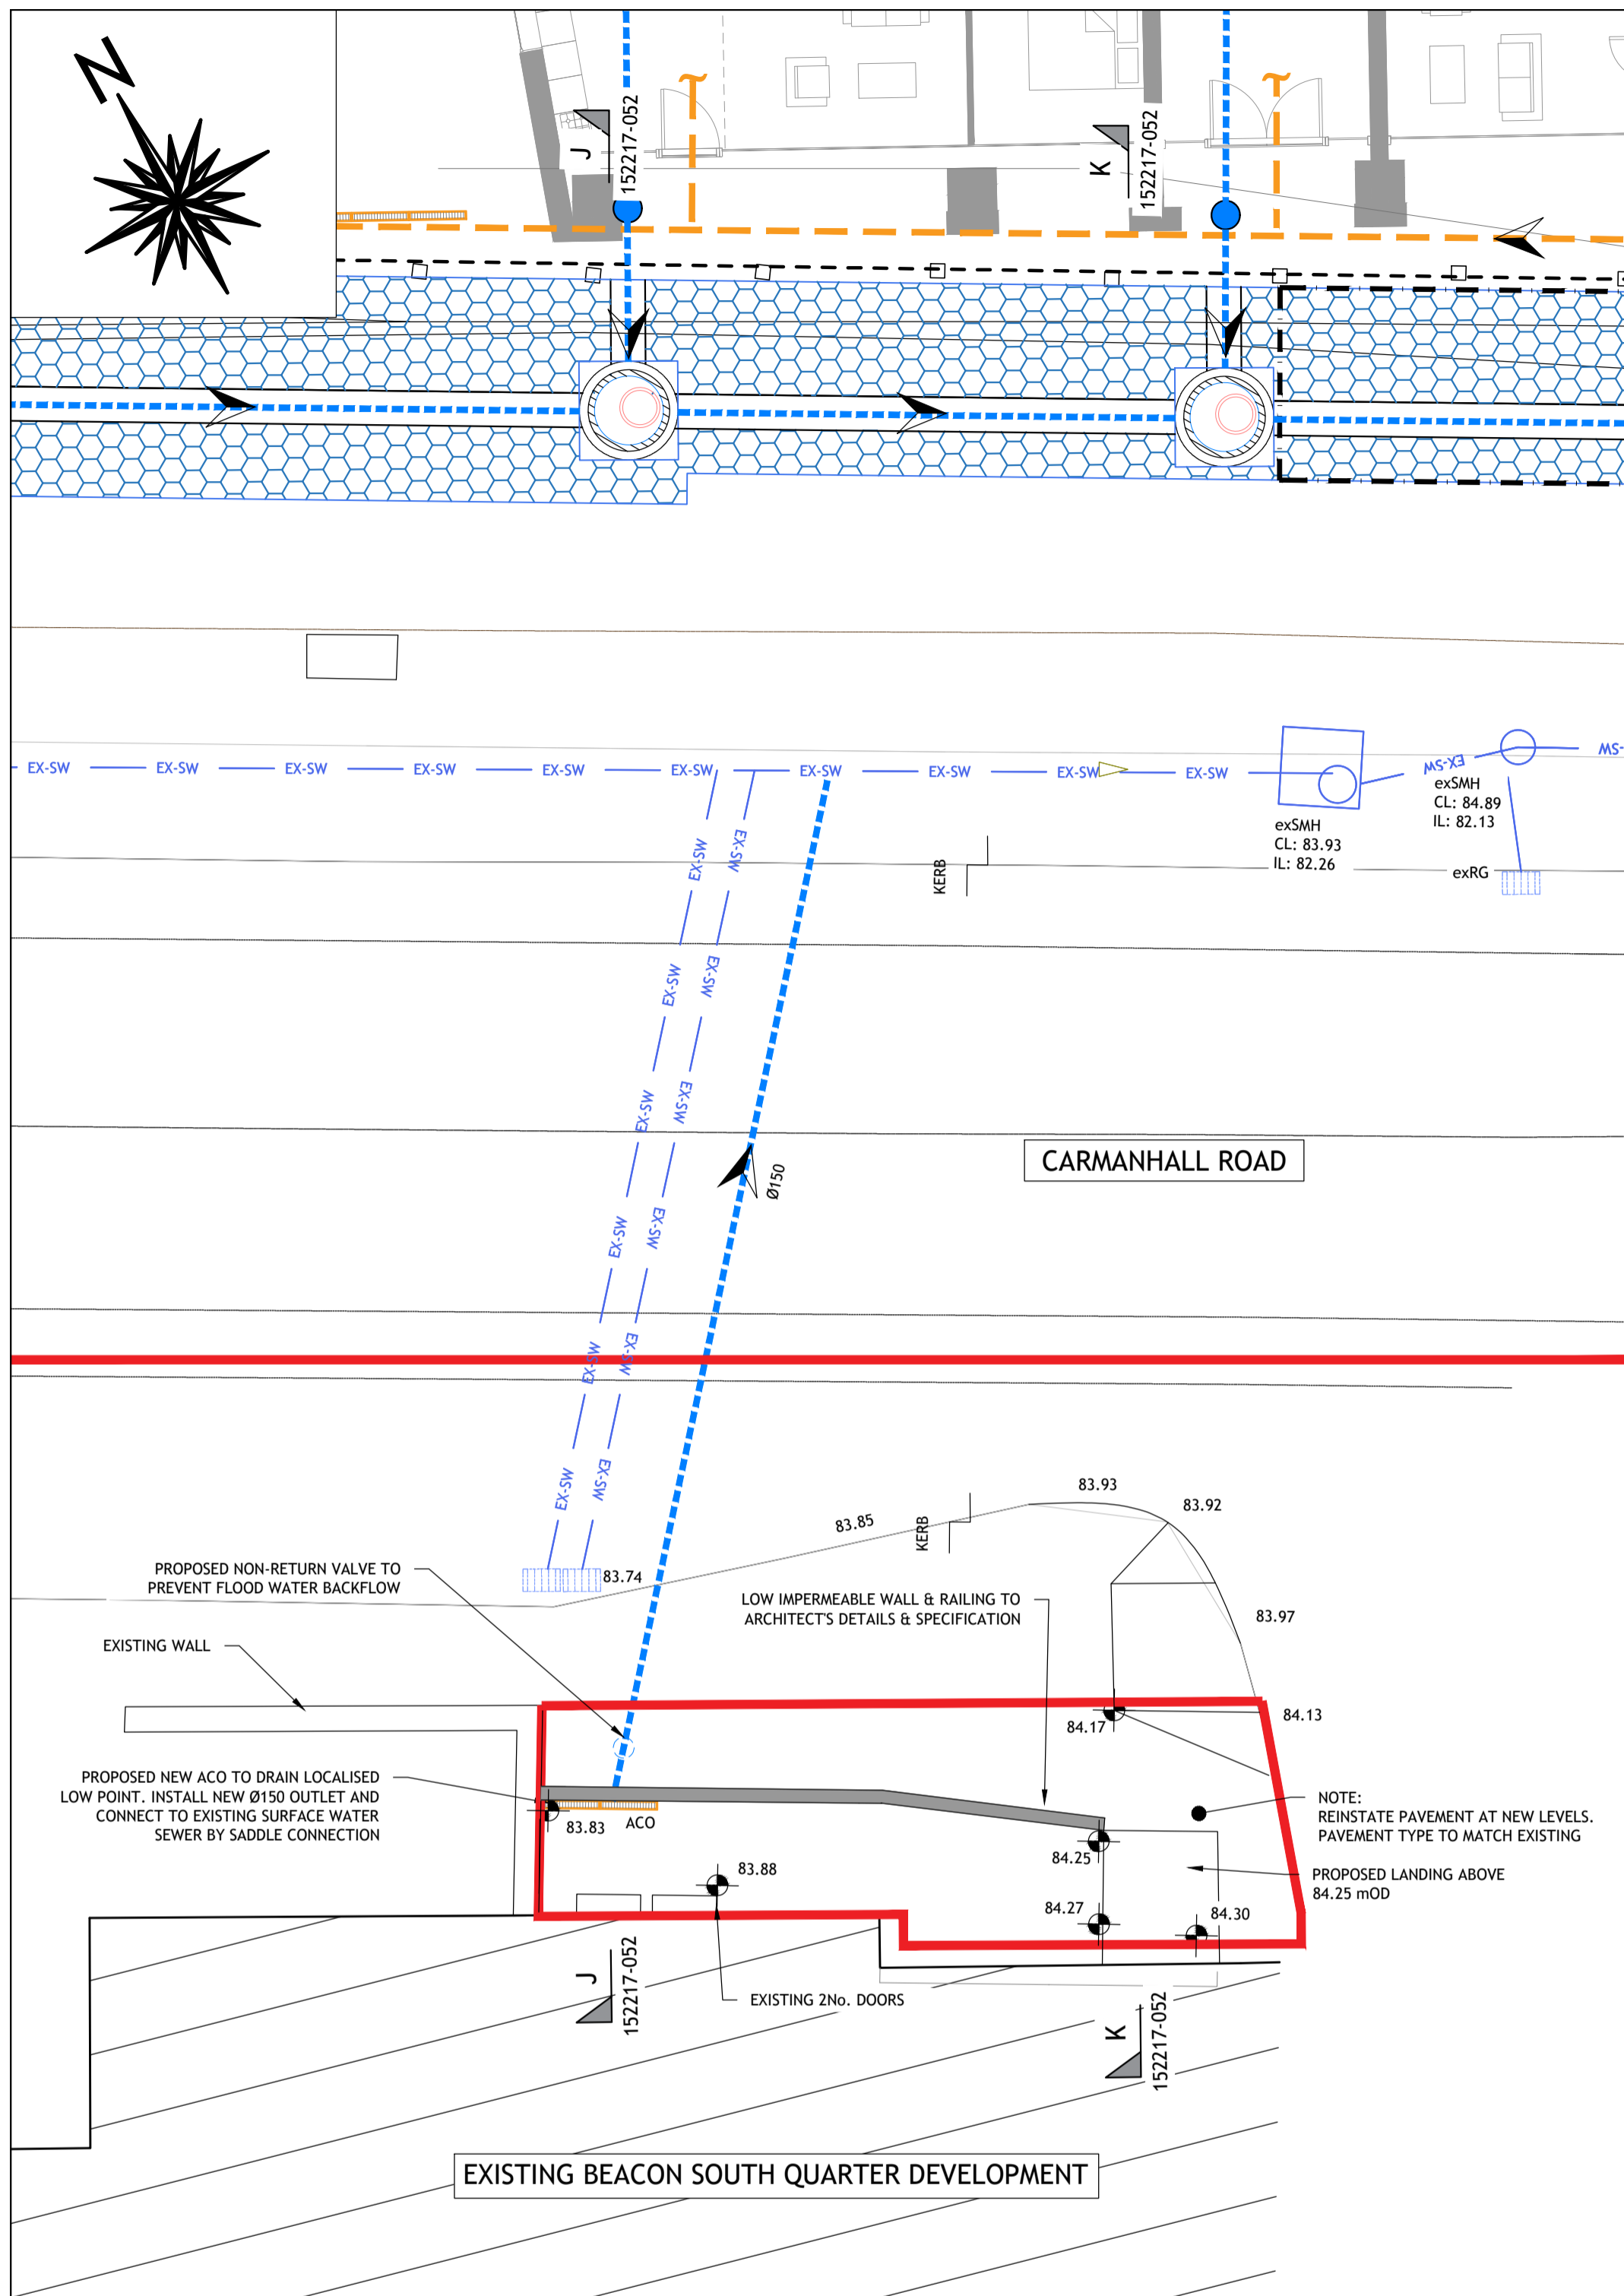 N
J
152217-052
K
152217-052
EX-SW EX-SW EX-SW EX-SW EX-SW EX-SW EX-SW EX-SW EX-SW EX-SW
EX-SW
EX-SW
exSMH
CL: 84.89
IL: 82.13
exSMH
CL: 83.93
IL: 82.26
exRG
KERB
EX-SW
EX-SW
EX-SW
EX-SW
EX-SW
EX-SW
EX-SW
EX-SW
EX-SW
EX-SW
EX-SW
EX-SW
CARMANHALL ROAD
Ø150
83.93
83.92
83.85
KERB
83.74
83.97
PROPOSED NON-RETURN VALVE TO
PREVENT FLOOD WATER BACKFLOW
LOW IMPERMEABLE WALL & RAILING TO
ARCHITECT'S DETAILS & SPECIFICATION
EXISTING WALL
84.17
84.13
PROPOSED NEW ACO TO DRAIN LOCALISED
LOW POINT. INSTALL NEW Ø150 OUTLET AND
CONNECT TO EXISTING SURFACE WATER
SEWER BY SADDLE CONNECTION
83.83
ACO
NOTE:
REINSTATE PAVEMENT AT NEW LEVELS.
PAVEMENT TYPE TO MATCH EXISTING
84.25
83.88
PROPOSED LANDING ABOVE
84.25 mOD
84.27
84.30
J
152217-052
EXISTING 2No. DOORS
K
152217-052
EXISTING BEACON SOUTH QUARTER DEVELOPMENT